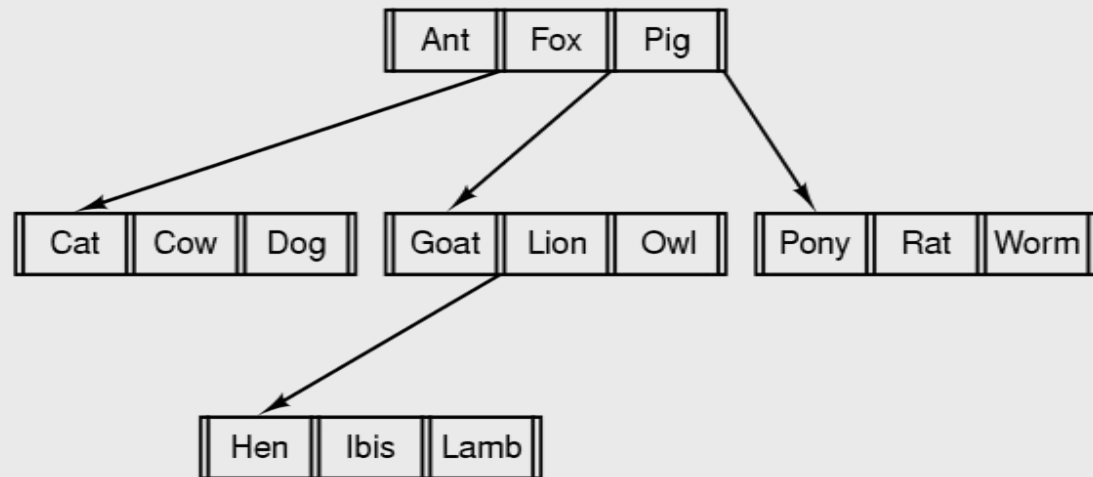 Ant Fox Pig
Cat Cow Dog Goat Lion Owl Pony Rat Worm
Hen Ibis Lamb